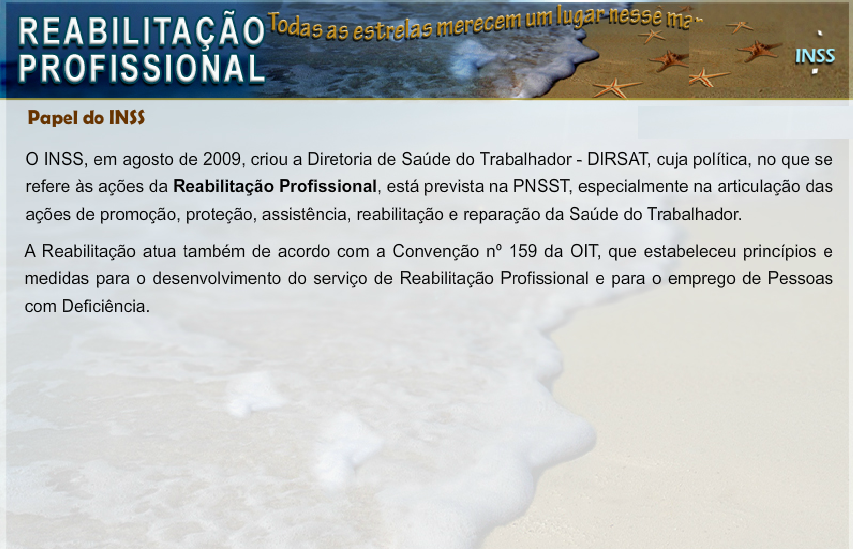 REABILITAÇÃO
PROFISSIONAL
Todas as estrelas merecem um lugar nesse
INSS
Papel do INSS
O INSS, em agosto de 2009, criou a Diretoria de Saúde do Trabalhador - DIRSAT, cuja política, no que se
refere às ações da Reabilitação Profissional, está prevista na PNSST, especialmente na articulação das
ações de promoção, proteção, assistência, reabilitação e reparação da Saúde do Trabalhador.
A Reabilitação atua também de acordo com a Convenção nº 159 da OIT, que estabeleceu princípios e
medidas para o desenvolvimento do serviço de Reabilitação Profissional e para o emprego de Pessoas
com Deficiência.